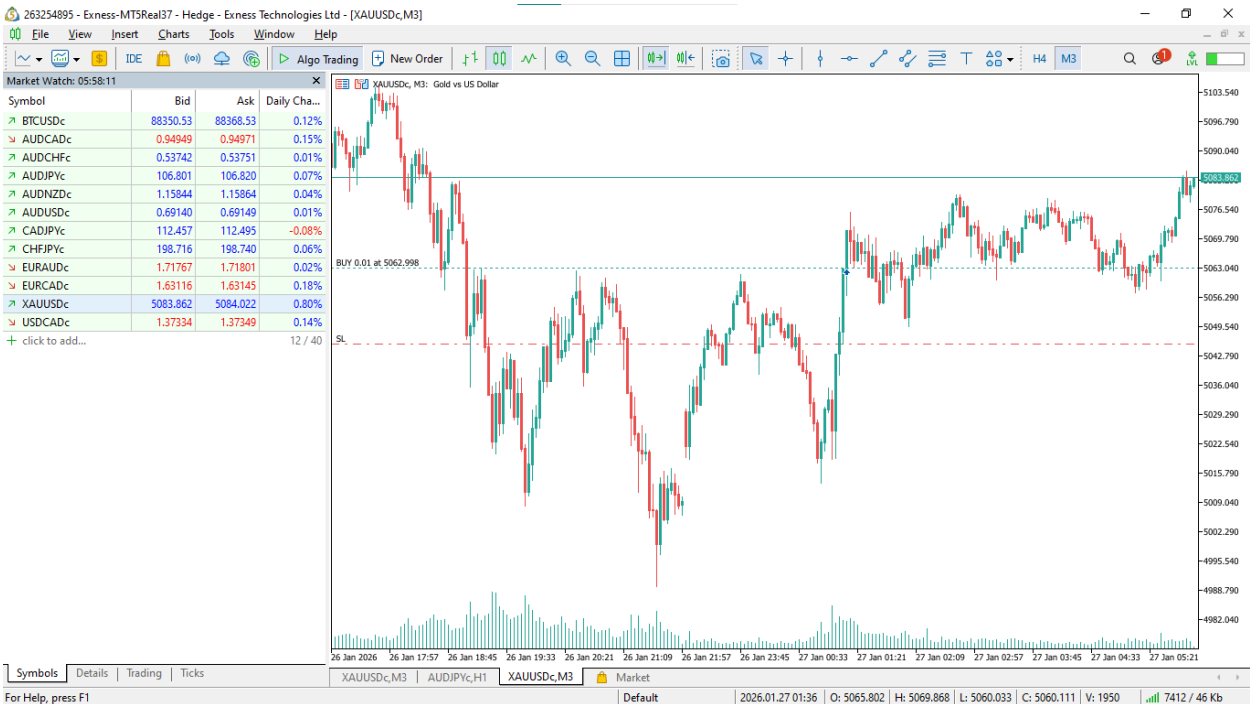 263254895 - Exness-MT5Real37 - Hedge - Exness Technologies Ltd - [XAUUSDc,M3]
File View Insert Charts Tools Window Help
IDE Algo Trading New Order H4 M3 1 LVL
Market Watch: 05:58:11
Symbol Bid Ask Daily Cha...
BTCUSDc 88350.53 88368.53 0.12%
AUDCADc 0.94949 0.94971 0.15%
AUDCHFc 0.53742 0.53751 0.01%
AUDJPYc 106.801 106.820 0.07%
AUDNZDc 1.15844 1.15864 0.04%
AUDUSDc 0.69140 0.69149 0.01%
CADJPYc 112.457 112.495 -0.08%
CHFJPYc 198.716 198.740 0.06%
EURAUDc 1.71767 1.71801 0.02%
EURCADc 1.63116 1.63145 0.18%
XAUUSDc 5083.862 5084.022 0.80%
USDCADc 1.37334 1.37349 0.14%
click to add... 12 / 40
Symbols Details Trading Ticks
XAUUSDc, M3: Gold vs US Dollar
BUY 0.01 at 5062.998
SL
5103.540
5096.790
5090.040
5083.862
5076.540
5069.790
5063.040
5056.290
5049.540
5042.790
5036.040
5029.290
5022.540
5015.790
5009.040
5002.290
4995.540
4988.790
4982.040
26 Jan 2026 26 Jan 17:57 26 Jan 18:45 26 Jan 19:33 26 Jan 20:21 26 Jan 21:09 26 Jan 21:57 26 Jan 23:45 27 Jan 00:33 27 Jan 01:21 27 Jan 02:09 27 Jan 02:57 27 Jan 03:45 27 Jan 04:33 27 Jan 05:21
XAUUSDc,M3 AUDJPYc,H1 XAUUSDc,M3 Market
For Help, press F1 Default 2026.01.27 01:36 O: 5065.802 H: 5069.868 L: 5060.033 C: 5060.111 V: 1950 7412 / 46 Kb